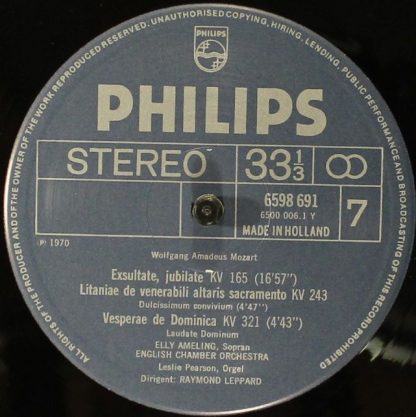 ALL RIGHTS OF THE PRODUCER AND OF THE OWNER OF THE WORK REPRODUCED RESERVED. UNAUTHORISED COPYING, HIRING, LENDING, PUBLIC PERFORMANCE AND BROADCASTING OF THIS RECORD PROHIBITED
PHILIPS
PHILIPS
STEREO 33 1/3
6598 691
6500 006.1 Y
MADE IN HOLLAND
7
Ⓟ 1970
Wolfgang Amadeus Mozart
Exsultate, jubilate KV 165 (16'57")
Litaniae de venerabili altaris sacramento KV 243
Dulcissimum convivium (4'47")
Vesperae de Dominica KV 321 (4'43")
Laudate Dominum
ELLY AMELING, Sopran
ENGLISH CHAMBER ORCHESTRA
Leslie Pearson, Orgel
Dirigent: RAYMOND LEPPARD